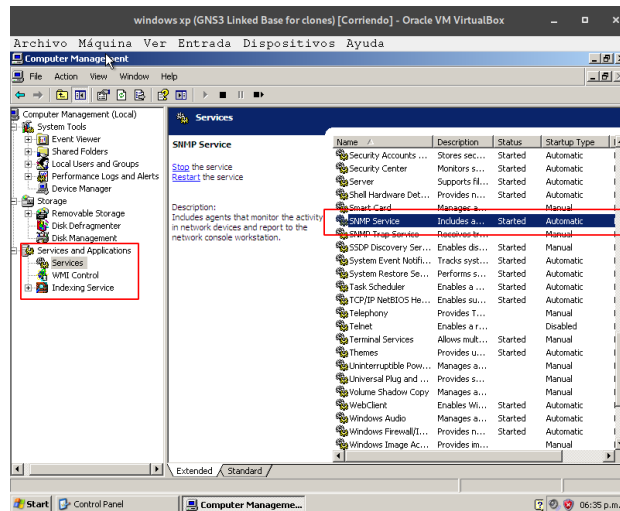 windows xp (GNS3 Linked Base for clones) [Corriendo] - Oracle VM VirtualBox
Archivo Máquina Ver Entrada Dispositivos Ayuda
Computer Management
File Action View Window Help
Computer Management (Local)
System Tools
Event Viewer
Shared Folders
Local Users and Groups
Performance Logs and Alerts
Device Manager
Storage
Removable Storage
Disk Defragmenter
Disk Management
Services and Applications
Services
WMI Control
Indexing Service
Services
SNMP Service
Stop the service
Restart the service
Description:
Includes agents that monitor the activity
in network devices and report to the
network console workstation.
Name Description Status Startup Type
Security Accounts ... Stores sec... Started Automatic
Security Center Monitors s... Started Automatic
Server Supports fil... Started Automatic
Shell Hardware Det... Provides n... Started Automatic
Smart Card Manages a... Manual
SNMP Service Includes a... Started Automatic
SNMP Trap Service Receives tr... Manual
SSDP Discovery Ser... Enables dis... Started Manual
System Event Notifi... Tracks syst... Started Automatic
System Restore Se... Performs s... Started Automatic
Task Scheduler Enables a ... Started Automatic
TCP/IP NetBIOS He... Enables su... Started Automatic
Telephony Provides T... Manual
Telnet Enables a r... Disabled
Terminal Services Allows mult... Started Manual
Themes Provides u... Started Automatic
Uninterruptible Pow... Manages a... Manual
Universal Plug and ... Provides s... Manual
Volume Shadow Copy Manages a... Manual
WebClient Enables Wi... Started Automatic
Windows Audio Manages a... Started Automatic
Windows Firewall/I... Provides n... Started Automatic
Windows Image Ac... Provides im... Manual
Extended Standard
Start Control Panel Computer Manageme... 06:35 p.m.